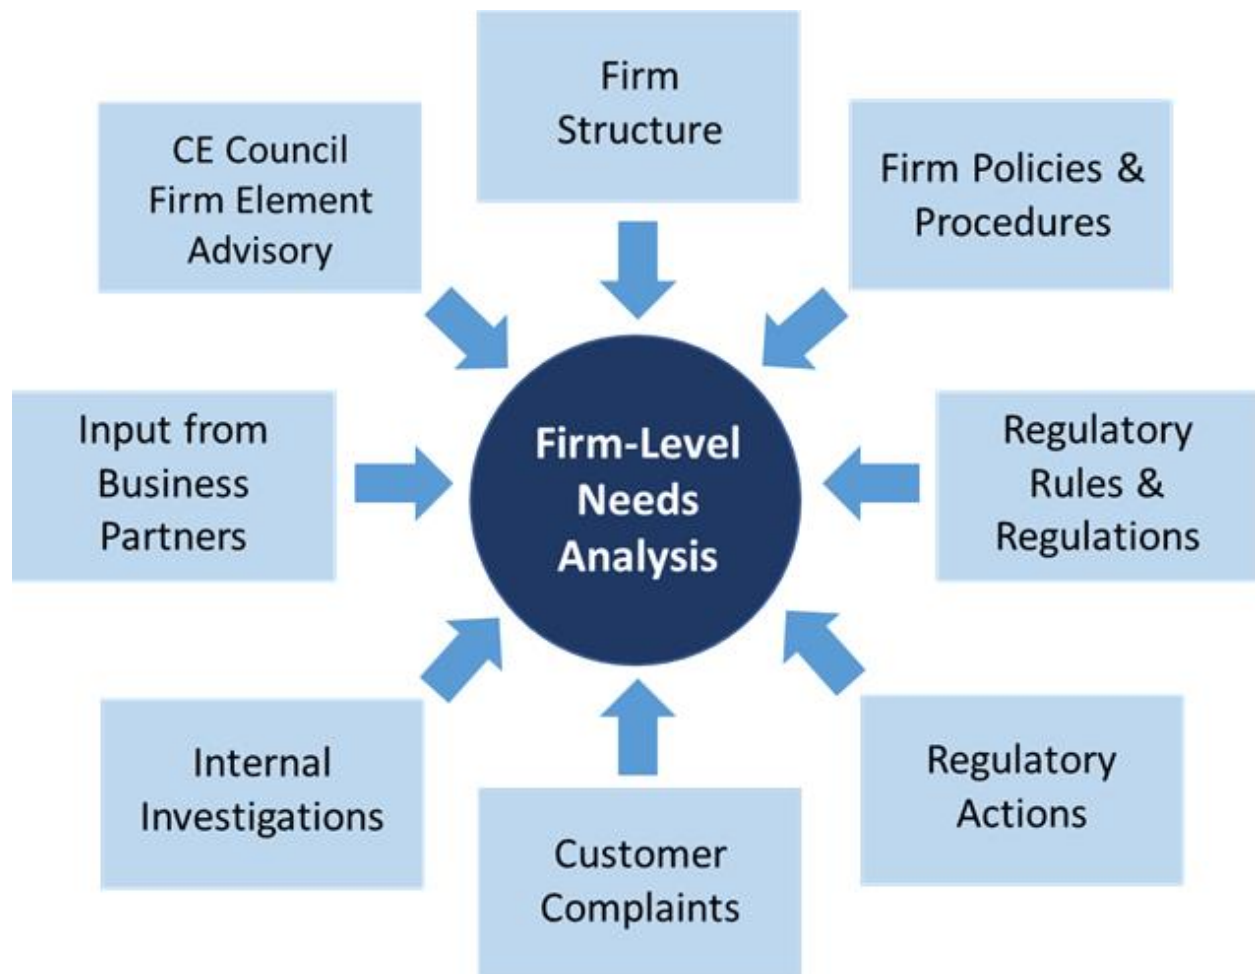 Firm
Structure
CE Council
Firm Element
Advisory
Firm Policies &
Procedures
Input from
Business
Partners
Firm-Level
Needs
Analysis
Regulatory
Rules &
Regulations
Internal
Investigations
Customer
Complaints
Regulatory
Actions